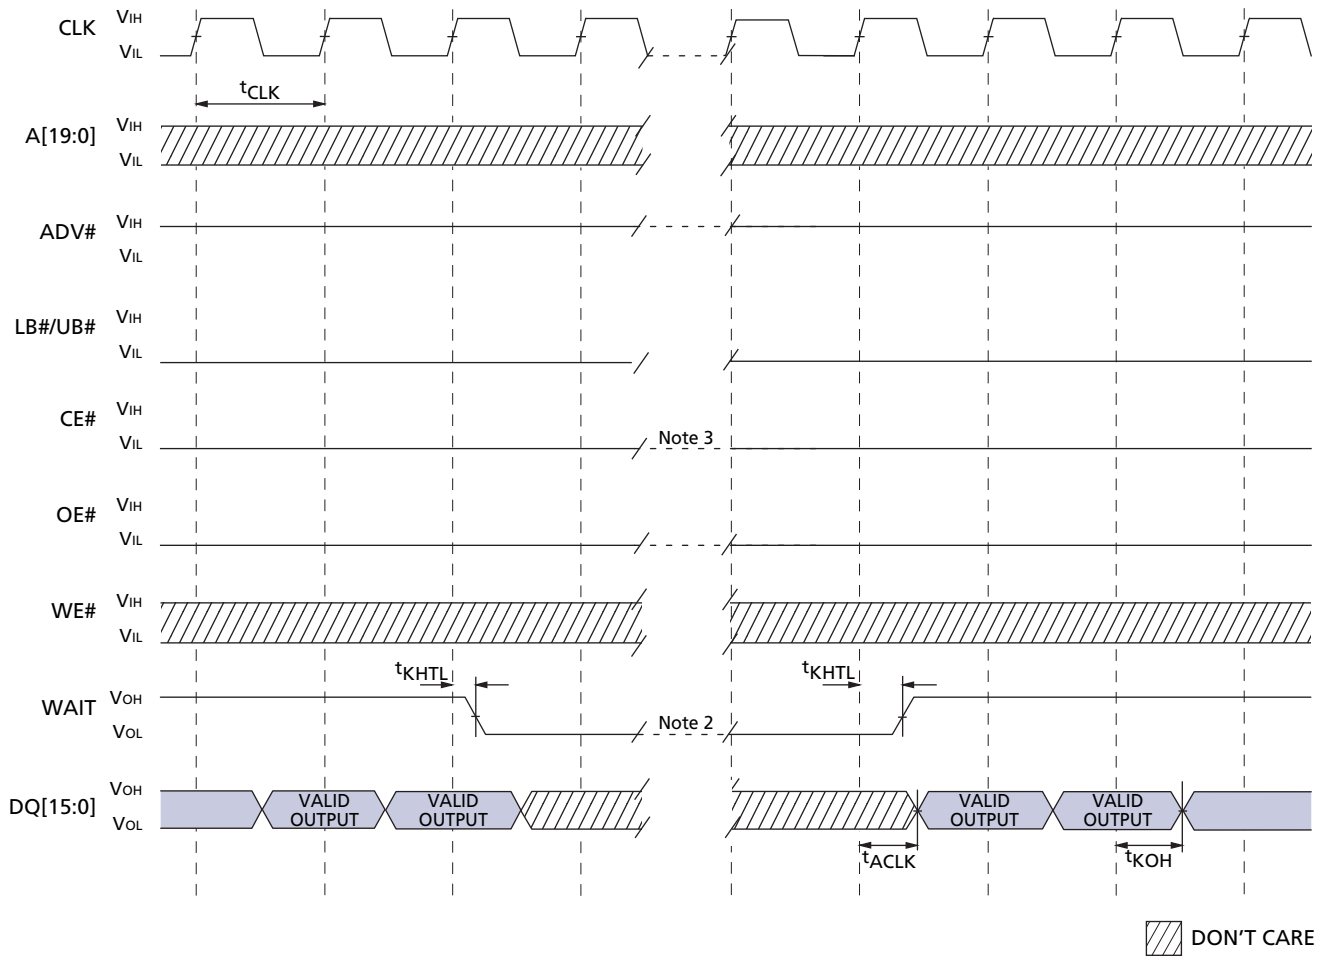 CLK
VIH
VIL
tCLK
A[19:0]
VIH
VIL
ADV#
VIH
VIL
LB#/UB#
VIH
VIL
CE#
VIH
VIL
Note 3
OE#
VIH
VIL
WE#
VIH
VIL
tKHTL
tKHTL
WAIT
VOH
VOL
Note 2
DQ[15:0]
VOH
VOL
VALID
OUTPUT
VALID
OUTPUT
VALID
OUTPUT
VALID
OUTPUT
tACLK
tKOH
DON'T CARE